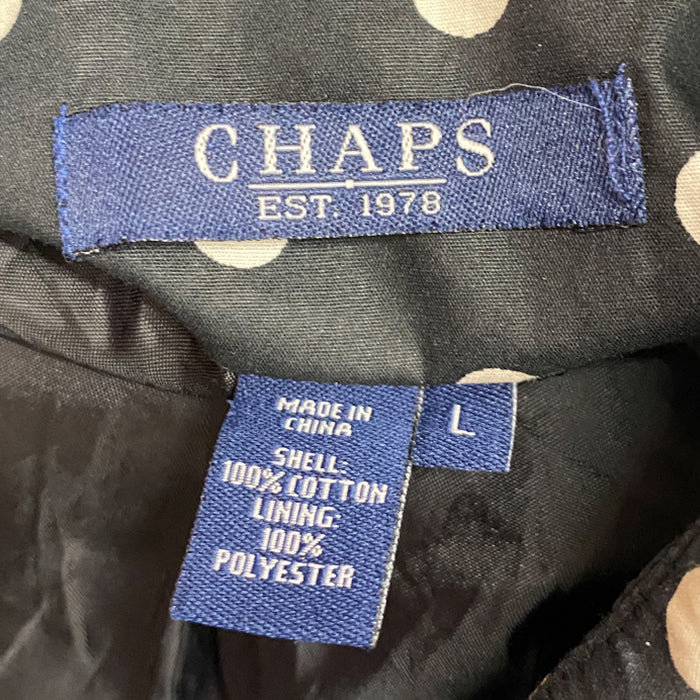 CHAPS
EST. 1978
MADE IN
CHINA
L
SHELL:
100% COTTON
LINING:
100%
POLYESTER